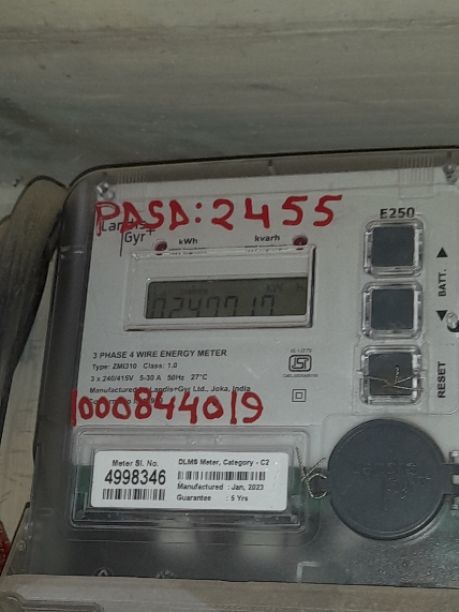 PDSD:2455
Landis
Gyr+
E250
kWh
kvarh
BATT.
3 PHASE 4 WIRE ENERGY METER
Type: ZMI310 Class: 1.0
3 x 240/415V 5-30 A 50Hz 27°C
Manufactured by Landis+Gyr Ltd., Joka, India
RESET
1000844019
Meter Sl. No.
4998346
DLMS Meter, Category - C2
Manufactured : Jan, 2023
Guarantee : 5 Yrs